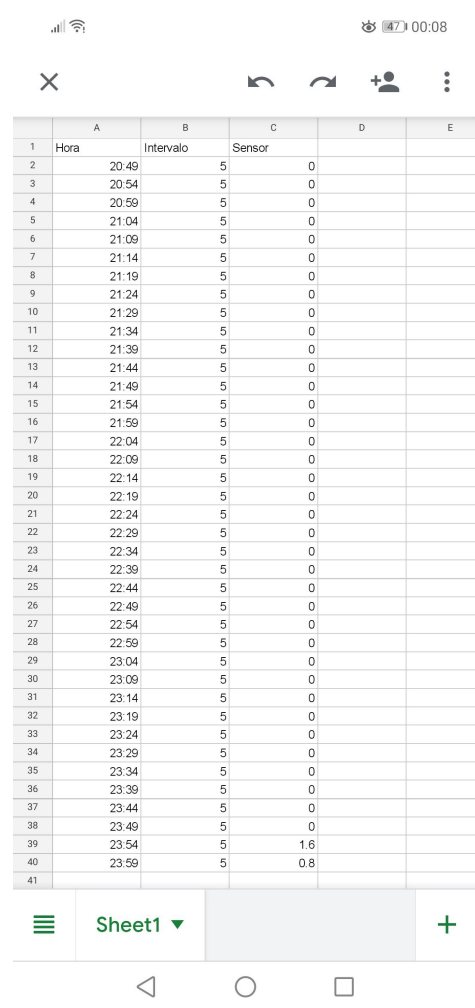 47 00:08
A B C D E
1 Hora Intervalo Sensor
2 20:49 5 0
3 20:54 5 0
4 20:59 5 0
5 21:04 5 0
6 21:09 5 0
7 21:14 5 0
8 21:19 5 0
9 21:24 5 0
10 21:29 5 0
11 21:34 5 0
12 21:39 5 0
13 21:44 5 0
14 21:49 5 0
15 21:54 5 0
16 21:59 5 0
17 22:04 5 0
18 22:09 5 0
19 22:14 5 0
20 22:19 5 0
21 22:24 5 0
22 22:29 5 0
23 22:34 5 0
24 22:39 5 0
25 22:44 5 0
26 22:49 5 0
27 22:54 5 0
28 22:59 5 0
29 23:04 5 0
30 23:09 5 0
31 23:14 5 0
32 23:19 5 0
33 23:24 5 0
34 23:29 5 0
35 23:34 5 0
36 23:39 5 0
37 23:44 5 0
38 23:49 5 0
39 23:54 5 1.6
40 23:59 5 0.8
41
Sheet1